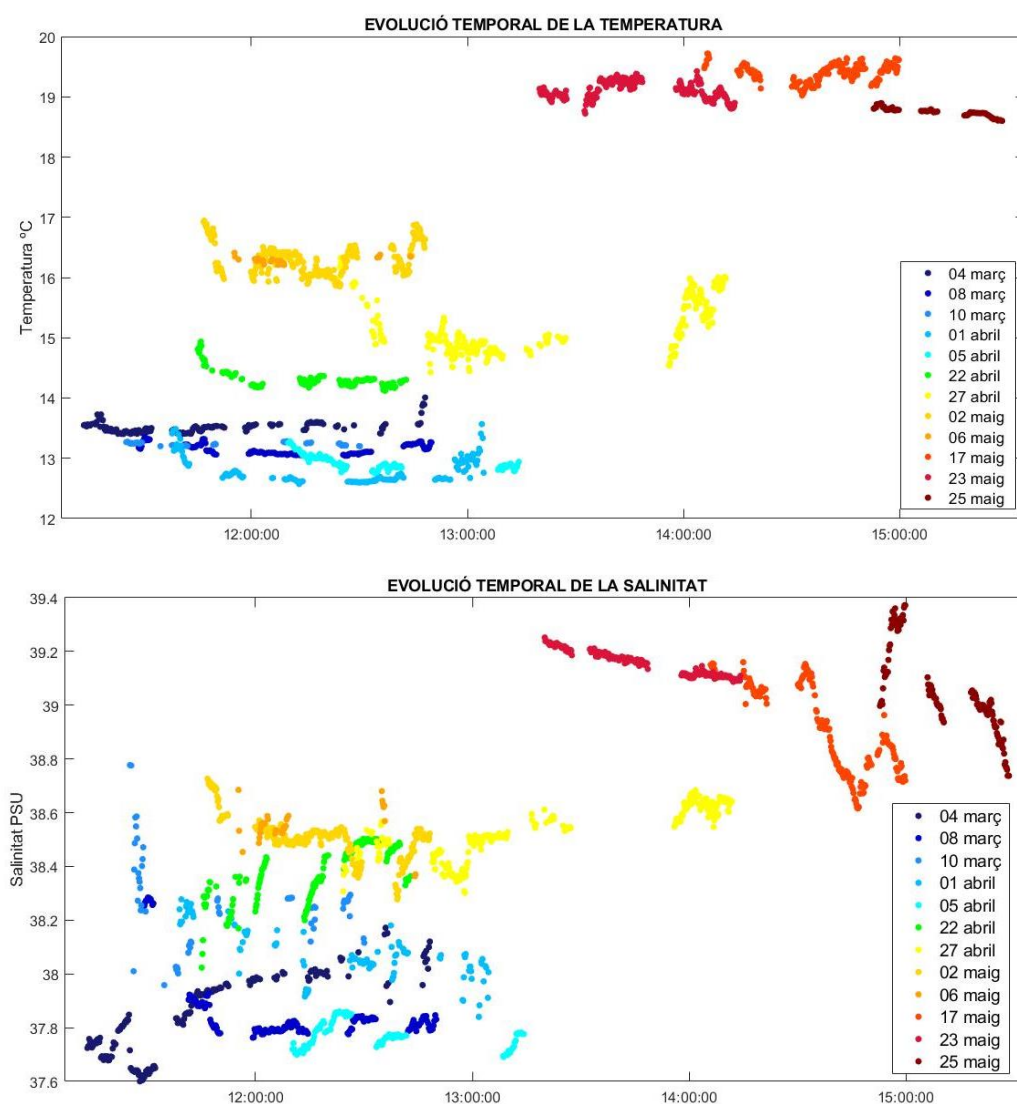 EVOLUCIÓ TEMPORAL DE LA TEMPERATURA
20
19
18
17
16
15
14
13
12
Temperatura ºC
12:00:00 13:00:00 14:00:00 15:00:00
04 març
08 març
10 març
01 abril
05 abril
22 abril
27 abril
02 maig
06 maig
17 maig
23 maig
25 maig
EVOLUCIÓ TEMPORAL DE LA SALINITAT
39.4
39.2
39
38.8
38.6
38.4
38.2
38
37.8
37.6
Salinitat PSU
12:00:00 13:00:00 14:00:00 15:00:00
04 març
08 març
10 març
01 abril
05 abril
22 abril
27 abril
02 maig
06 maig
17 maig
23 maig
25 maig